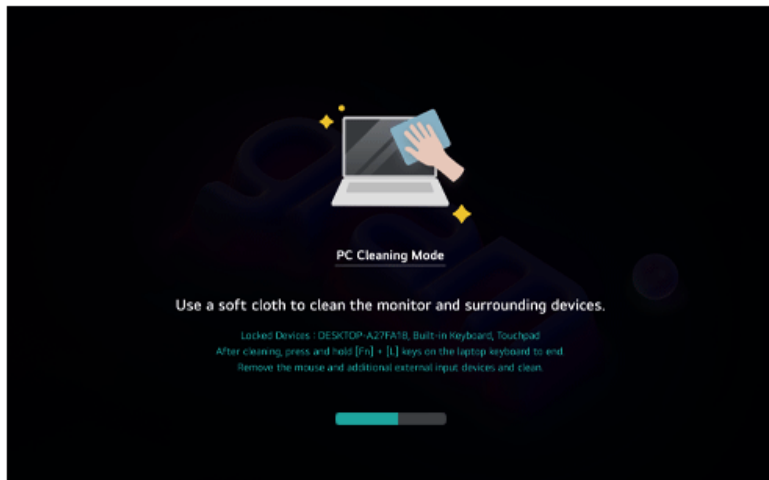 PC Cleaning Mode
Use a soft cloth to clean the monitor and surrounding devices.
Locked Devices : DESKTOP-A27FA18, Built-in Keyboard, Touchpad
After cleaning, press and hold [Fn] + [L] keys on the laptop keyboard to end.
Remove the mouse and additional external input devices and clean.